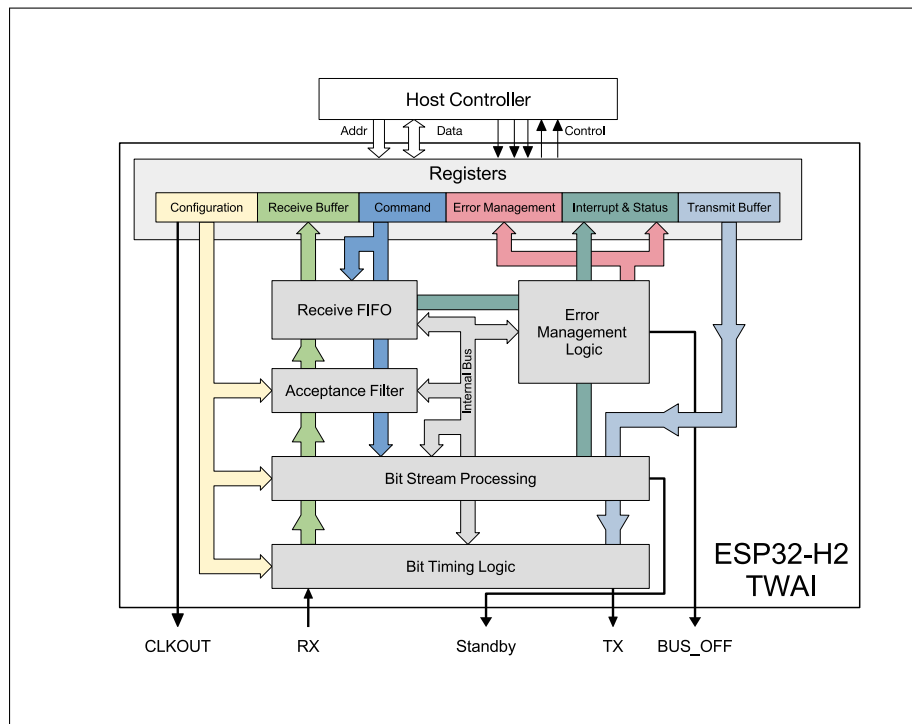 Host Controller
Addr
Data
Control
Registers
Configuration
Receive Buffer
Command
Error Management
Interrupt & Status
Transmit Buffer
Receive FIFO
Error
Management
Logic
Internal Bus
Acceptance Filter
Bit Stream Processing
Bit Timing Logic
ESP32-H2
TWAI
CLKOUT
RX
Standby
TX
BUS_OFF